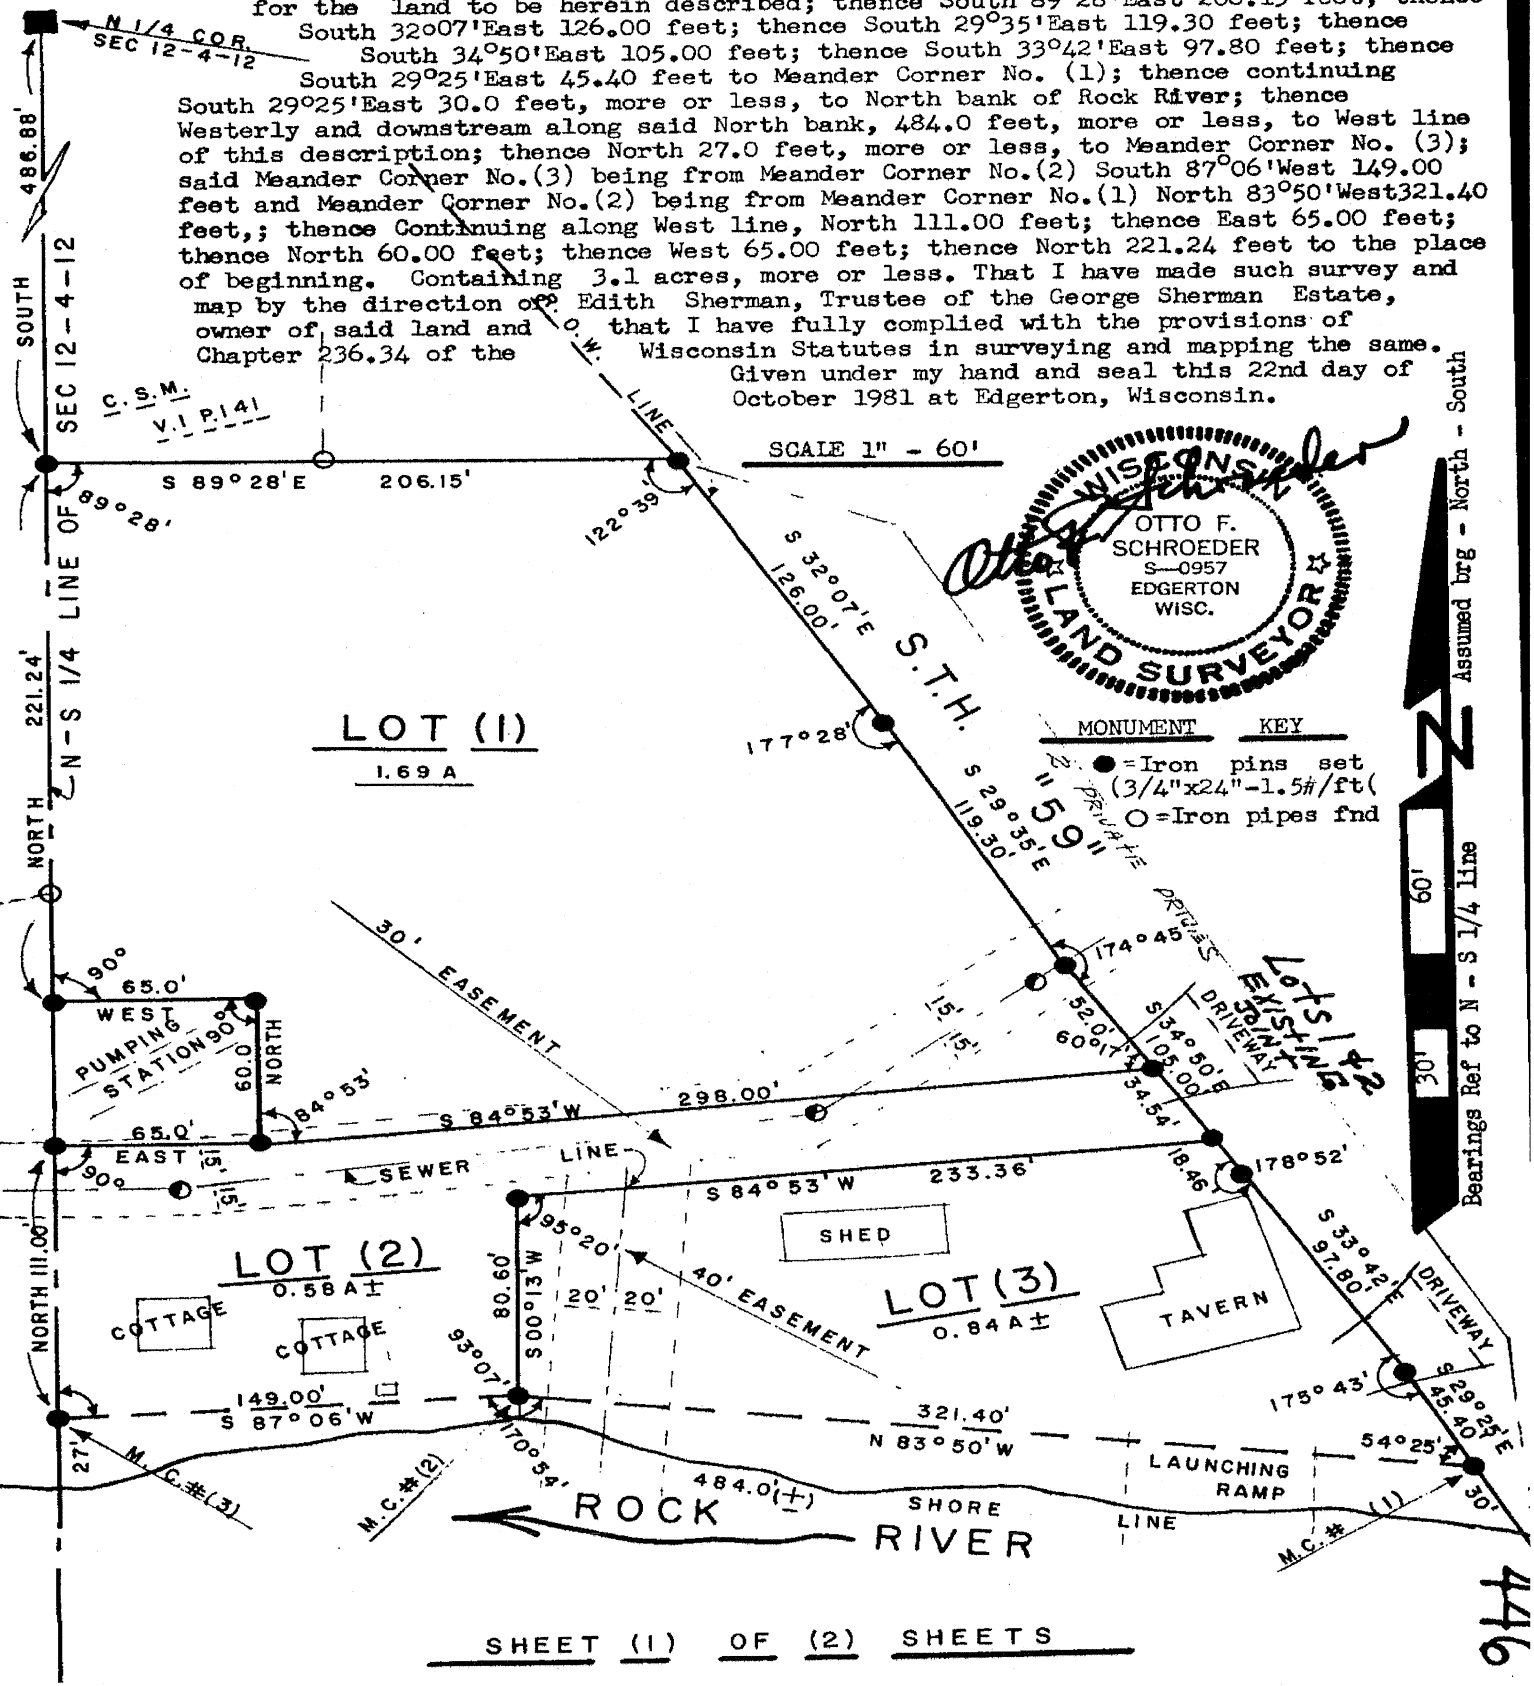 for the land to be herein described; thence South 89°28'East 206.15 feet; thence
South 32°07'East 126.00 feet; thence South 29°35'East 119.30 feet; thence
South 34°50'East 105.00 feet; thence South 33°42'East 97.80 feet; thence
South 29°25'East 45.40 feet to Meander Corner No. (1); thence continuing
South 29°25'East 30.0 feet, more or less, to North bank of Rock River; thence
Westerly and downstream along said North bank, 484.0 feet, more or less, to West line
of this description; thence North 27.0 feet, more or less, to Meander Corner No. (3);
said Meander Corner No.(3) being from Meander Corner No.(2) South 87°06'West 149.00
feet and Meander Corner No.(2) being from Meander Corner No.(1) North 83°50'West321.40
feet,; thence Continuing along West line, North 111.00 feet; thence East 65.00 feet;
thence North 60.00 feet; thence West 65.00 feet; thence North 221.24 feet to the place
of beginning. Containing 3.1 acres, more or less. That I have made such survey and
map by the direction of Edith Sherman, Trustee of the George Sherman Estate,
owner of said land and that I have fully complied with the provisions of
Chapter 236.34 of the Wisconsin Statutes in surveying and mapping the same.
Given under my hand and seal this 22nd day of
October 1981 at Edgerton, Wisconsin.
N 1/4 COR.
SEC 12-4-12
486.88'
SOUTH
N-S 1/4 LINE OF SEC 12-4-12
C.S.M.
V.1 P.141
O.W. LINE
SCALE 1" - 60'
S 89°28'E 206.15'
89°28'
122°39'
WISCONSIN
OTTO F.
SCHROEDER
S-0957
EDGERTON
WISC.
LAND SURVEYOR
Otto F. Schroeder
S 32°07'E
126.00'
S.T.H. "59"
Assumed brg - North - South
Bearings Ref to N - S 1/4 line
N
60'
30'
MONUMENT KEY
=Iron pins set
(3/4"x24"-1.5#/ft(
=Iron pipes fnd
2 PRIVATE DRIVES
LOT (1)
1.69 A
177°28'
S 29°35'E
119.30'
NORTH 221.24'
30' EASEMENT
174°45'
LOTS 1 & 2
EXISTING
JOINT
DRIVEWAY
15'
15'
52.0'
S 34°50'E
105.00'
60°17'
34.54'
90°
65.0'
WEST
PUMPING
STATION
90°
60.0
NORTH
84°53'
S 84°53'W 298.00'
65.0'
EAST
90°
15'
15'
SEWER LINE
S 84°53'W 233.36'
18.46'
178°52'
95°20'
SHED
LOT (2)
0.58 A±
NORTH 111.00'
COTTAGE
COTTAGE
80.60'
S 00°13'W
20' 20'
40' EASEMENT
LOT (3)
0.84 A±
TAVERN
S 33°42'E
97.80'
DRIVEWAY
175°43'
S 29°25'E
45.40'
93°07'
149.00'
S 87°06'W
321.40'
N 83°50'W
54°25'
27'
M.C.#(3)
M.C.#(2)
170°54'
484.0'(±)
LAUNCHING
RAMP
30'
SHORE LINE
M.C.# (1)
ROCK RIVER
446
SHEET (1) OF (2) SHEETS